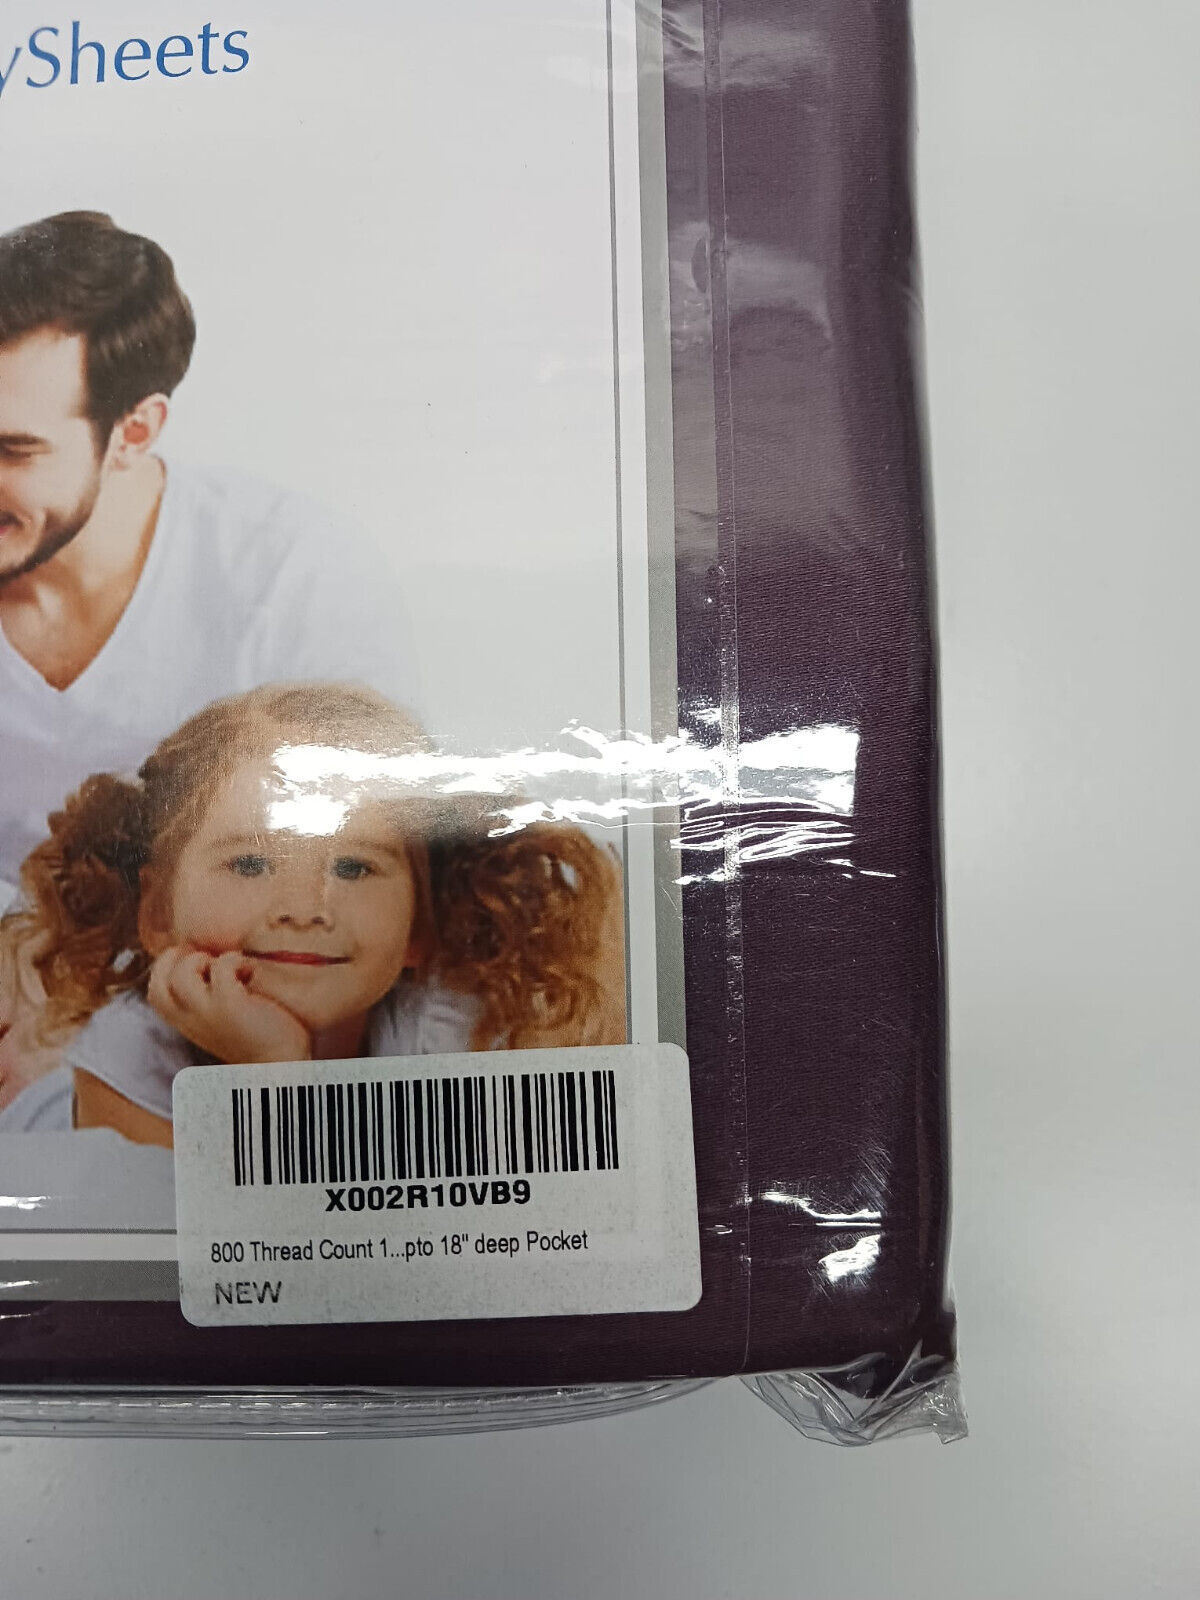 ySheets
X002R10VB9
800 Thread Count 1...pto 18" deep Pocket
NEW